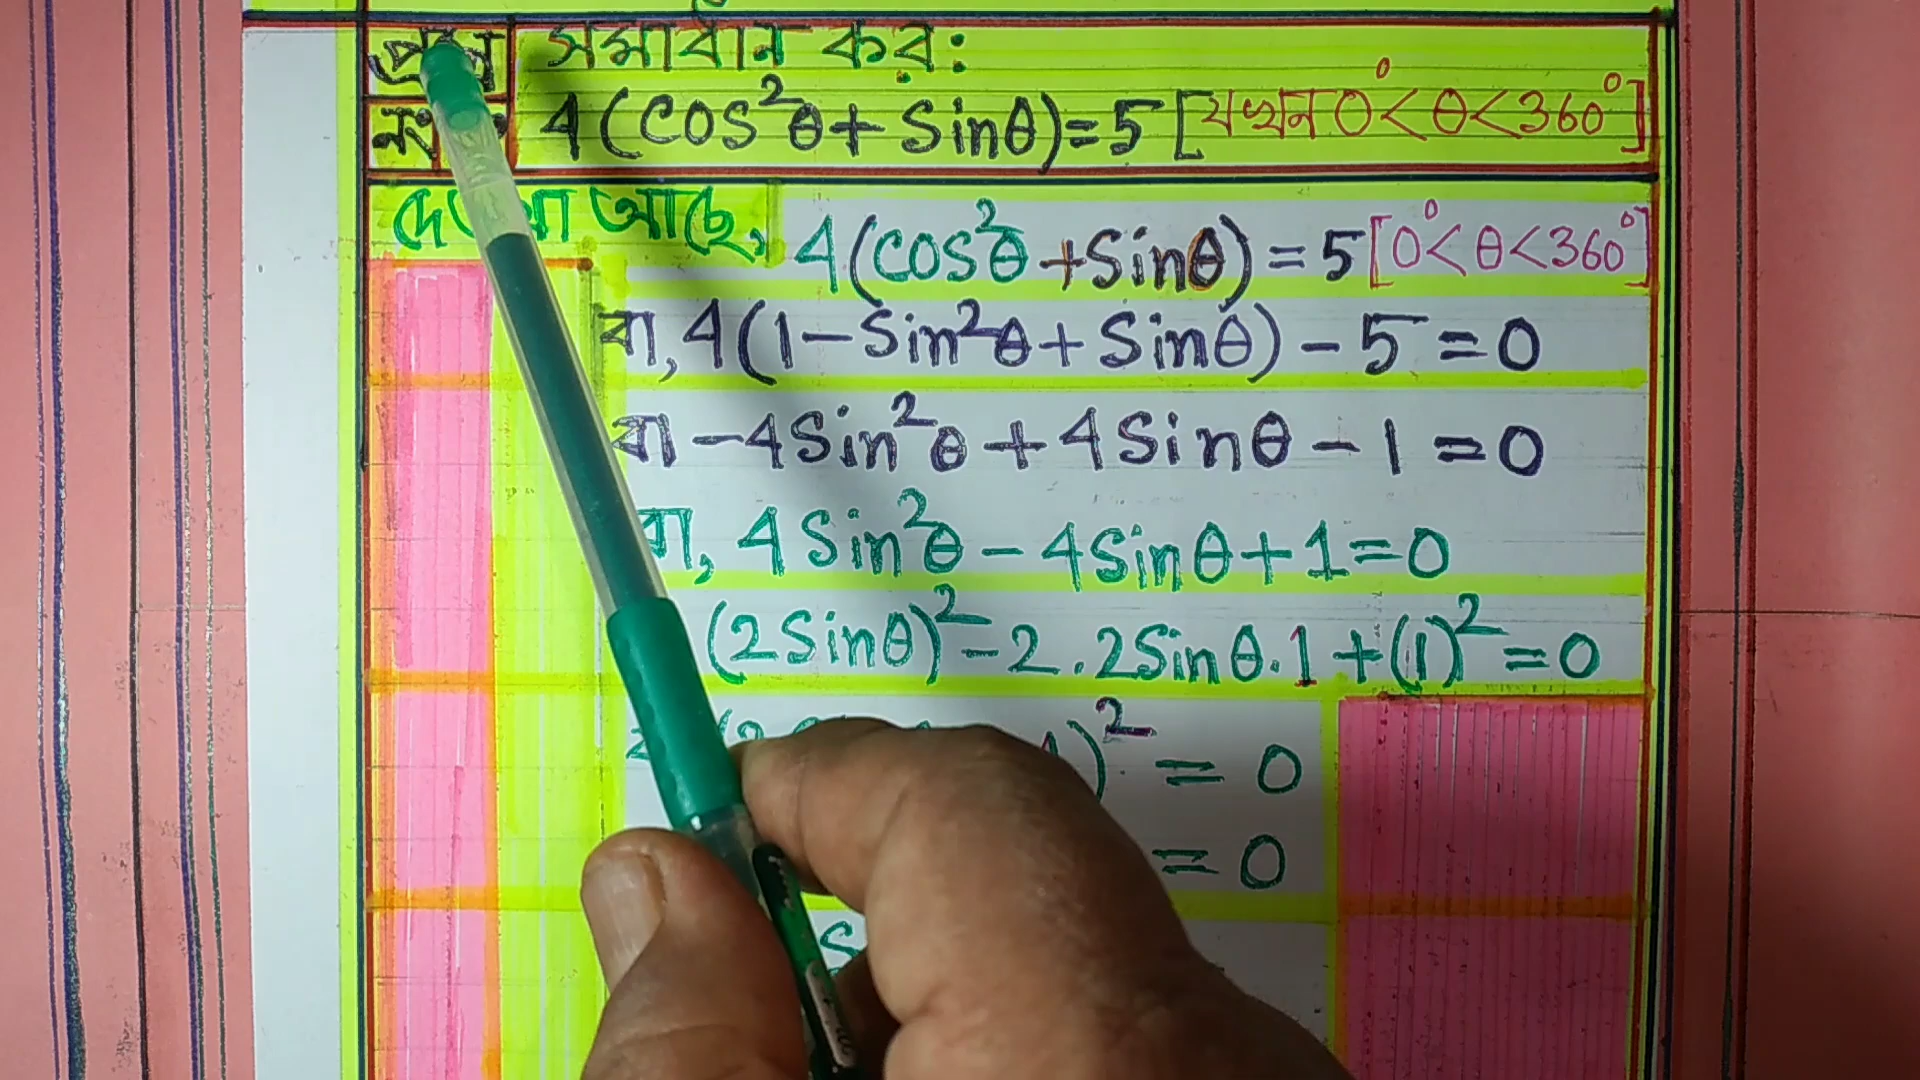 সমাধান কর:
4(cos²θ+sinθ)=5 [যখন 0°<θ<360°]
আছে, 4(cos²θ+sinθ)=5[0°<θ<360°]
বা, 4(1-sin²θ+sinθ)-5=0
বা -4sin²θ+4sinθ-1=0
বা, 4sin²θ-4sinθ+1=0
(2sinθ)²-2.2sinθ.1+(1)²=0
)² = 0
= 0